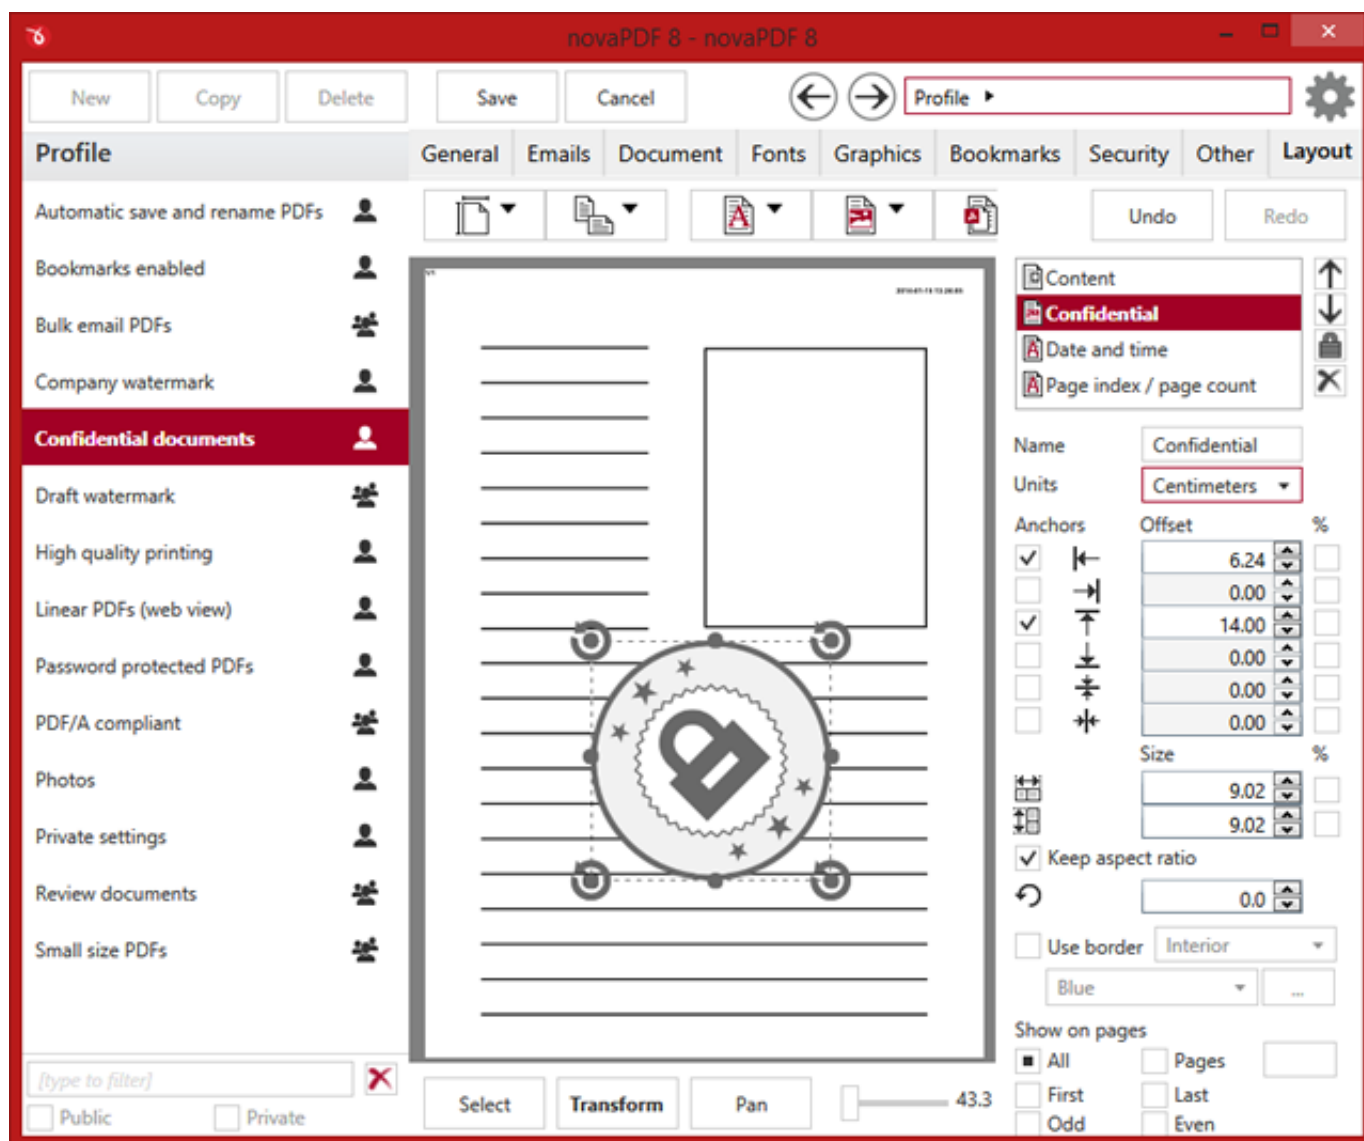 novaPDF 8 - novaPDF 8
New Copy Delete Save Cancel Profile
Profile
General Emails Document Fonts Graphics Bookmarks Security Other Layout
Automatic save and rename PDFs
Bookmarks enabled
Bulk email PDFs
Company watermark
Confidential documents
Draft watermark
High quality printing
Linear PDFs (web view)
Password protected PDFs
PDF/A compliant
Photos
Private settings
Review documents
Small size PDFs
[type to filter]
Public Private
Select Transform Pan 43.3
Undo Redo
Content
Confidential
Date and time
Page index / page count
Name Confidential
Units Centimeters
Anchors Offset %
6.24
0.00
14.00
0.00
0.00
0.00
Size %
9.02
9.02
Keep aspect ratio
0.0
Use border Interior
Blue ...
Show on pages
All Pages
First Last
Odd Even